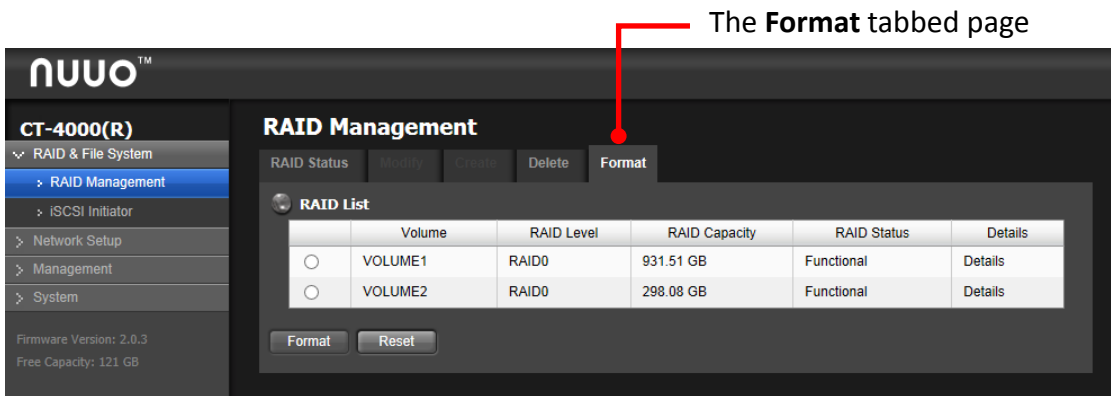 The Format tabbed page
nuuo™
CT-4000(R)
RAID & File System
RAID Management
iSCSI Initiator
Network Setup
Management
System
Firmware Version: 2.0.3
Free Capacity: 121 GB
RAID Management
RAID Status Modify Create Delete Format
RAID List
Volume RAID Level RAID Capacity RAID Status Details
VOLUME1 RAID0 931.51 GB Functional Details
VOLUME2 RAID0 298.08 GB Functional Details
Format Reset